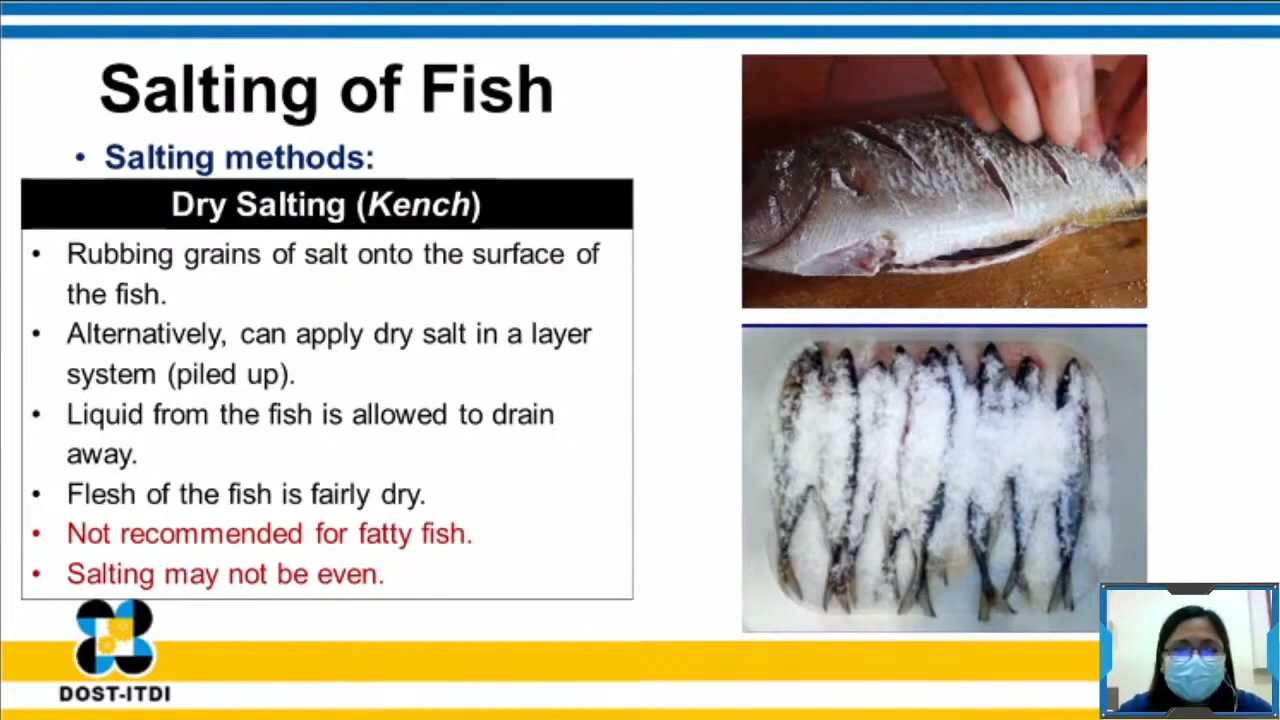 Salting of Fish
• Salting methods:
Dry Salting (Kench)
• Rubbing grains of salt onto the surface of
the fish.
• Alternatively, can apply dry salt in a layer
system (piled up).
• Liquid from the fish is allowed to drain
away.
• Flesh of the fish is fairly dry.
• Not recommended for fatty fish.
• Salting may not be even.
DOST-ITDI